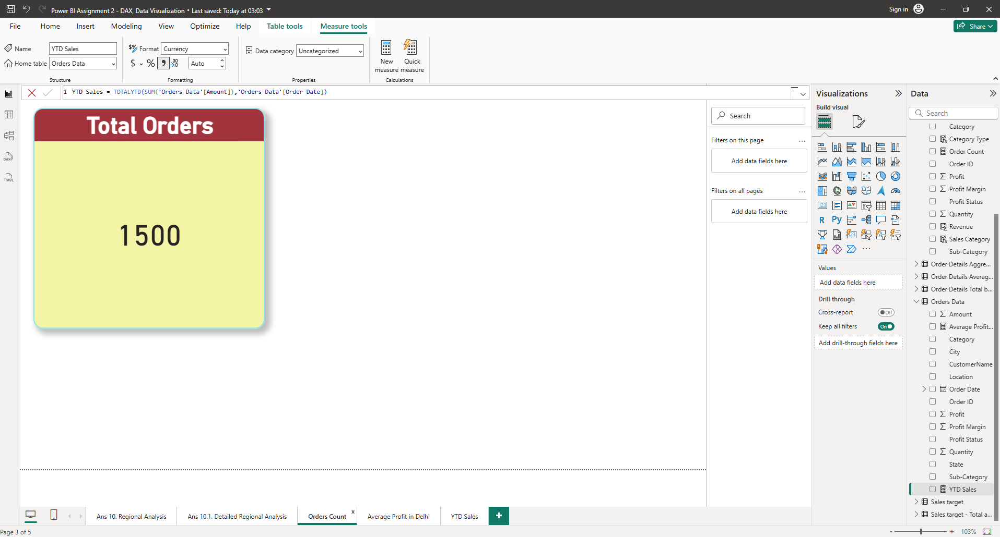 Power BI Assignment 2 - DAX, Data Visualization • Last saved: Today at 03:03
Sign in
File Home Insert Modeling View Optimize Help Table tools Measure tools
Share
Name YTD Sales
Home table Orders Data
Structure
$% Format Currency
$ % 9 .00 Auto
Formatting
Data category Uncategorized
Properties
New measure
Quick measure
Calculations
1 YTD Sales = TOTALYTD(SUM('Orders Data'[Amount]),'Orders Data'[Order Date])
DAX
TMDL
Total Orders
1500
Search
Filters on this page ...
Add data fields here
Filters on all pages ...
Add data fields here
Visualizations
Build visual
123
R Py
123
...
Values
Add data fields here
Drill through
Cross-report Off
Keep all filters On
Add drill-through fields here
Data
Search
Category
Category Type
Order Count
Order ID
Profit
Profit Margin
Profit Status
Quantity
Revenue
Sales Category
Sub-Category
Order Details Aggre...
Order Details Averag...
Order Details Total b...
Orders Data
Amount
Average Profit...
Category
City
CustomerName
Location
Order Date
Order ID
Profit
Profit Margin
Profit Status
Quantity
State
Sub-Category
YTD Sales
Sales target
Sales target - Total a...
Ans 10. Regional Analysis
Ans 10.1. Detailed Regional Analysis
Orders Count x
Average Profit in Delhi
YTD Sales
+
Page 3 of 5
- + 103%